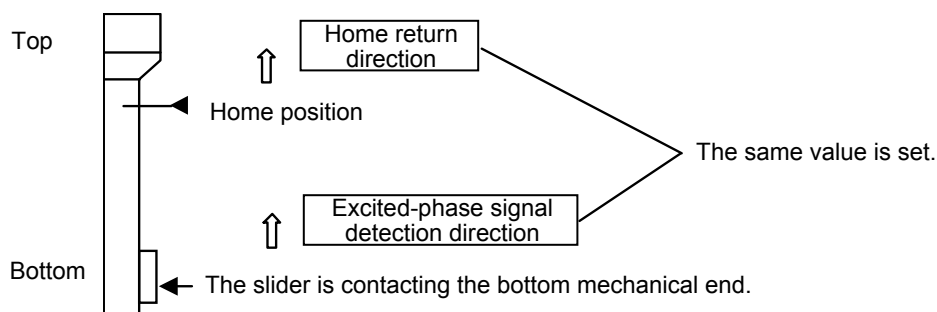 Top
Home return
direction
Home position
The same value is set.
Excited-phase signal
detection direction
Bottom
The slider is contacting the bottom mechanical end.